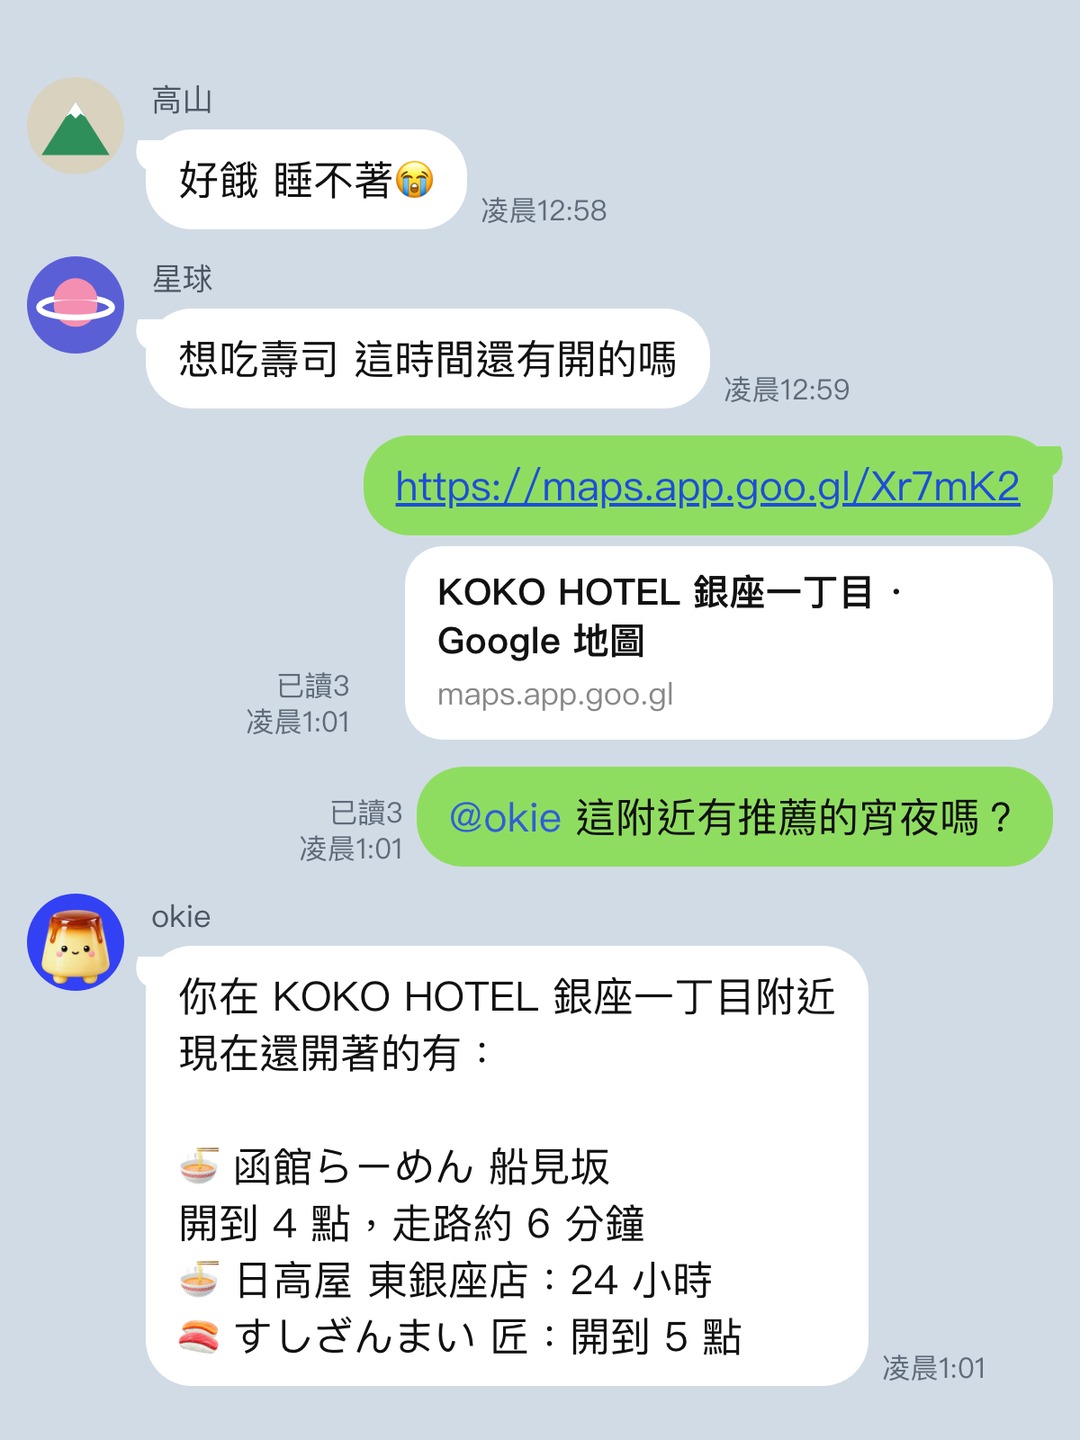 高山
好餓 睡不著😭
凌晨12:58
星球
想吃壽司 這時間還有開的嗎
凌晨12:59
https://maps.app.goo.gl/Xr7mK2
KOKO HOTEL 銀座一丁目 ·
Google 地圖
maps.app.goo.gl
已讀3
凌晨1:01
@okie 這附近有推薦的宵夜嗎？
已讀3
凌晨1:01
okie
你在 KOKO HOTEL 銀座一丁目附近
現在還開著的有：
🍜 函館らーめん 船見坂
開到 4 點，走路約 6 分鐘
🍜 日高屋 東銀座店：24 小時
🍣 すしざんまい 匠：開到 5 點
凌晨1:01